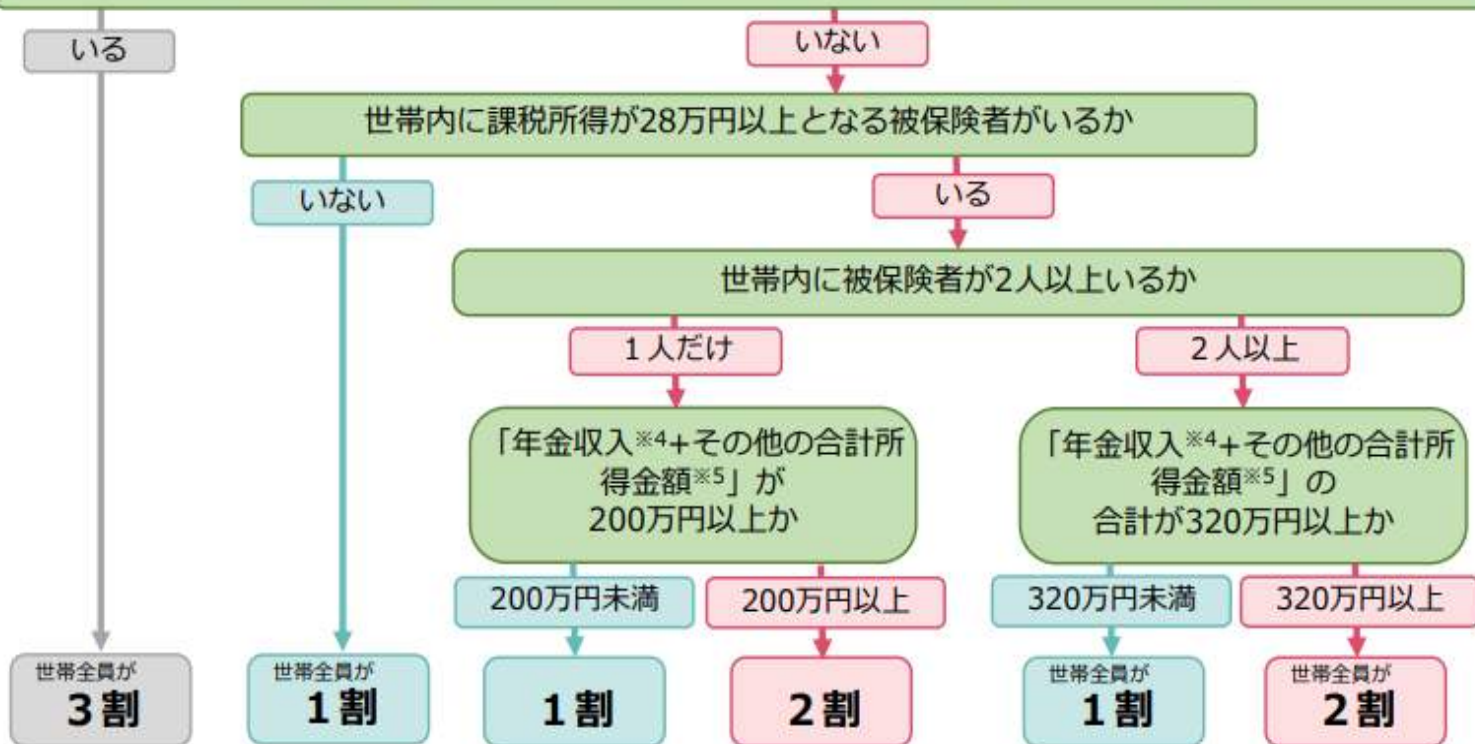 いる
いない
世帯内に課税所得が28万円以上となる被保険者がいるか
いない
いる
世帯内に被保険者が2人以上いるか
1人だけ
2人以上
「年金収入※4+その他の合計所
得金額※5」が
200万円以上か
「年金収入※4+その他の合計所
得金額※5」の
合計が320万円以上か
200万円未満
200万円以上
320万円未満
320万円以上
世帯全員が
3割
世帯全員が
1割
1割
2割
世帯全員が
1割
世帯全員が
2割